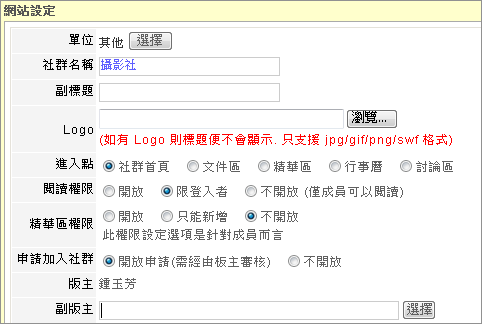 網站設定
單位 其他 選擇
社群名稱 攝影社
副標題
Logo 瀏覽...
(如有 Logo 則標題便不會顯示. 只支援 jpg/gif/png/swf 格式)
進入點 社群首頁 文件區 精華區 行事曆 討論區
閱讀權限 開放 限登入者 不開放 (僅成員可以閱讀)
精華區權限 開放 只能新增 不開放
此權限設定選項是針對成員而言
申請加入社群 開放申請(需經由板主審核) 不開放
版主 鍾玉芳
副版主 選擇